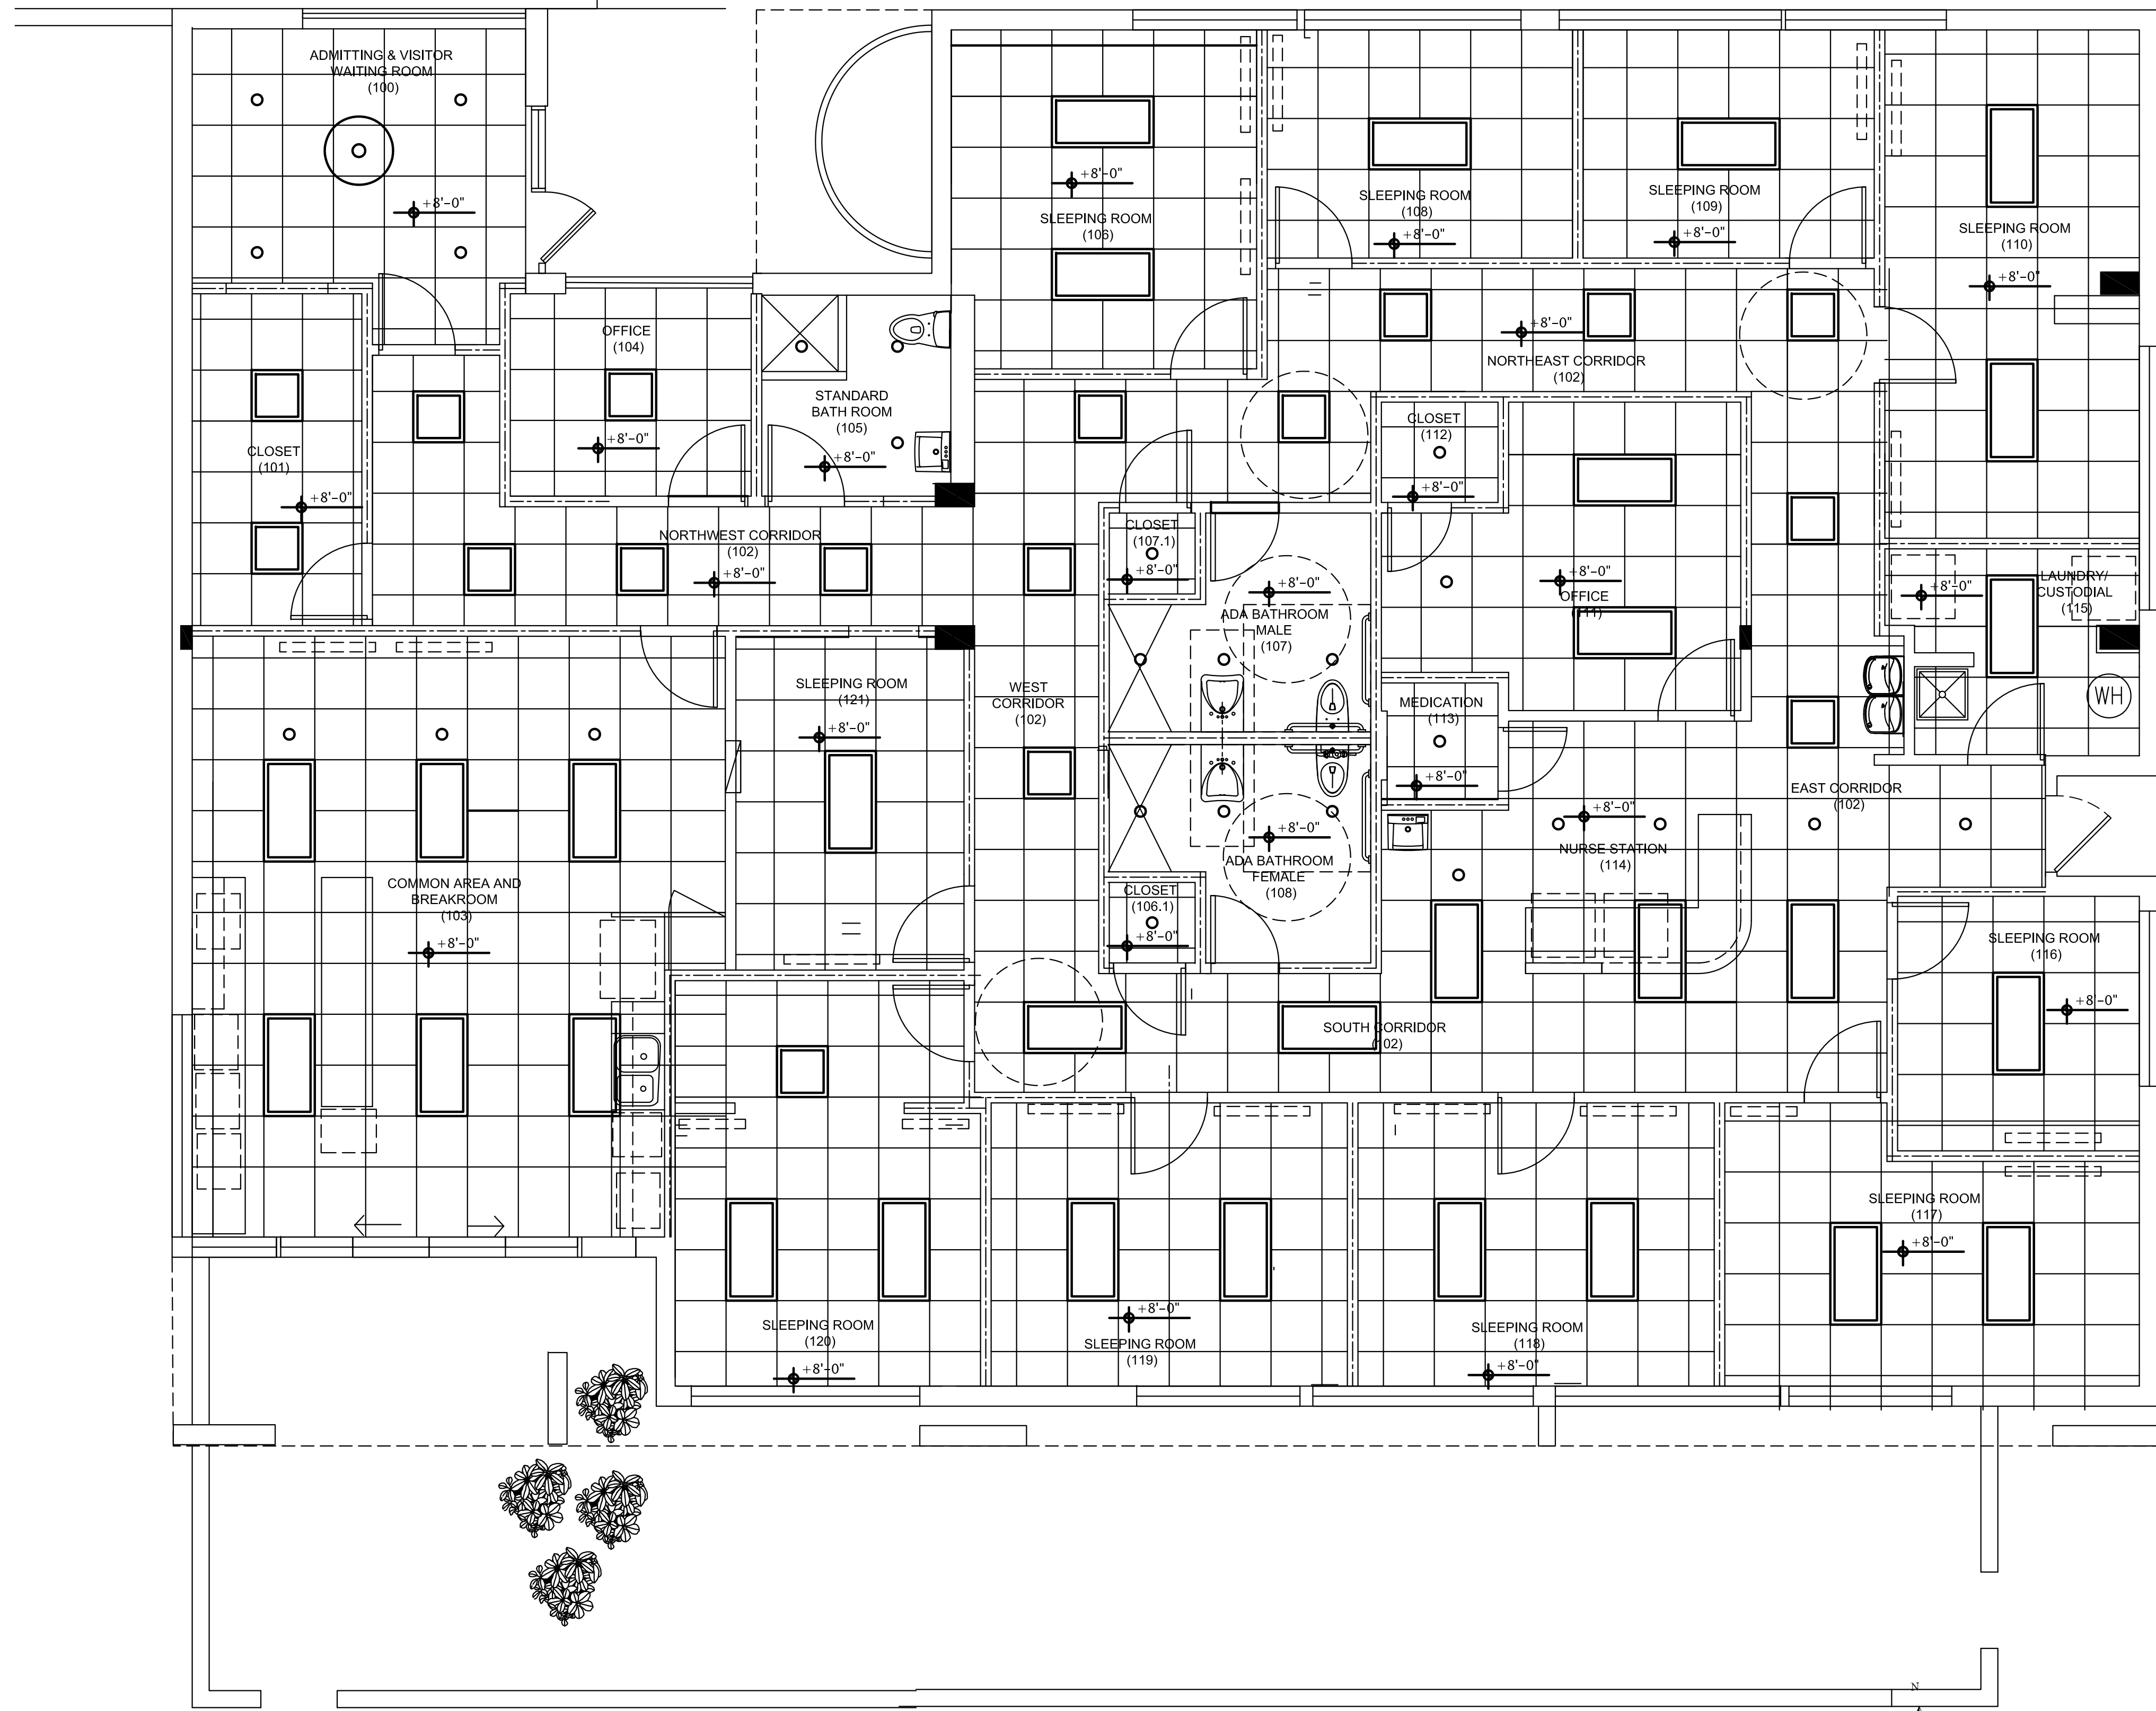 ADMITTING & VISITOR
WAITING ROOM
(100)
+8'-0"
+8'-0"
SLEEPING ROOM
(106)
SLEEPING ROOM
(108)
+8'-0"
SLEEPING ROOM
(109)
+8'-0"
SLEEPING ROOM
(110)
+8'-0"
OFFICE
(104)
+8'-0"
STANDARD
BATH ROOM
(105)
+8'-0"
+8'-0"
NORTHEAST CORRIDOR
(102)
CLOSET
(101)
+8'-0"
CLOSET
(112)
+8'-0"
NORTHWEST CORRIDOR
(102)
+8'-0"
CLOSET
(107.1)
+8'-0"
+8'-0"
ADA BATHROOM
MALE
(107)
+8'-0"
OFFICE
(111)
+8'-0"
LAUNDRY/
CUSTODIAL
(115)
WH
SLEEPING ROOM
(121)
+8'-0"
WEST
CORRIDOR
(102)
MEDICATION
(113)
+8'-0"
EAST CORRIDOR
(102)
+8'-0"
NURSE STATION
(114)
+8'-0"
ADA BATHROOM
FEMALE
(108)
CLOSET
(106.1)
+8'-0"
COMMON AREA AND
BREAKROOM
(103)
+8'-0"
SLEEPING ROOM
(116)
+8'-0"
SOUTH CORRIDOR
(102)
SLEEPING ROOM
(117)
+8'-0"
SLEEPING ROOM
(120)
+8'-0"
+8'-0"
SLEEPING ROOM
(119)
SLEEPING ROOM
(118)
+8'-0"
N